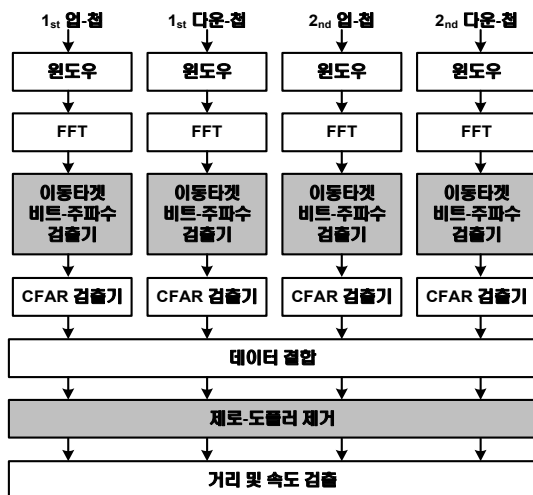 1st 업-첩 1st 다운-첩 2nd 업-첩 2nd 다운-첩
윈도우 윈도우 윈도우 윈도우
FFT FFT FFT FFT
이동타겟 이동타겟 이동타겟 이동타겟
비트-주파수 비트-주파수 비트-주파수 비트-주파수
검출기 검출기 검출기 검출기
CFAR 검출기 CFAR 검출기 CFAR 검출기 CFAR 검출기
데이터 결합
제로-도플러 제거
거리 및 속도 검출